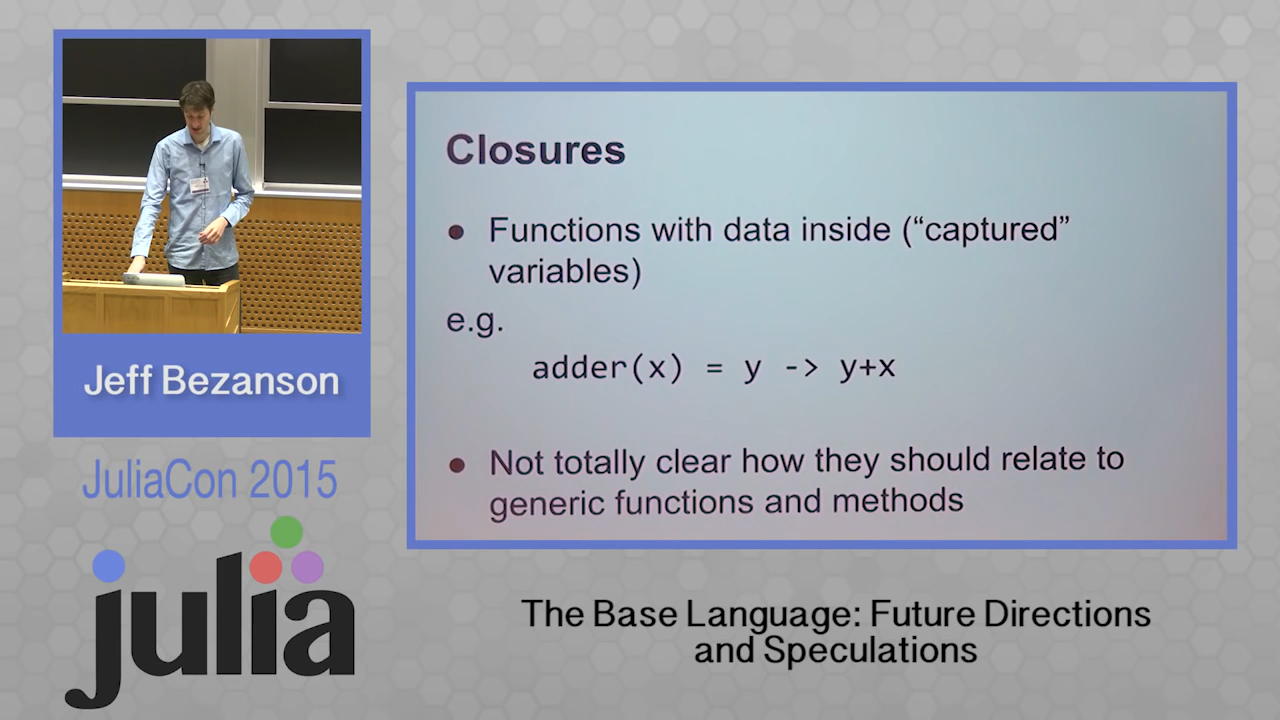 Jeff Bezanson
JuliaCon 2015
julia
Closures
● Functions with data inside (“captured”
variables)
e.g.
adder(x) = y -> y+x
● Not totally clear how they should relate to
generic functions and methods
The Base Language: Future Directions
and Speculations